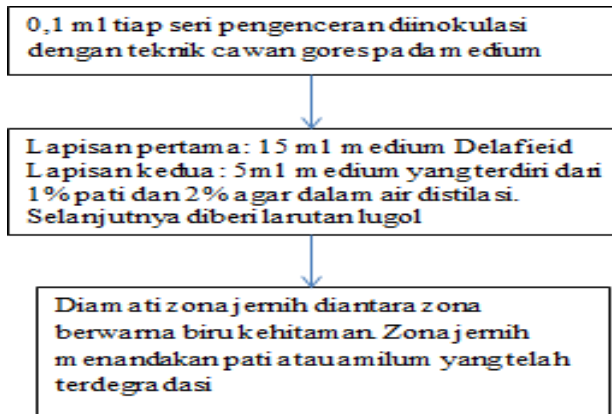 0,1 ml tiap seri pengenceran diinokulasi
dengan teknik cawan gores pada medium
Lapisan pertama: 15 ml medium Delafieid
Lapisan kedua: 5ml medium yang terdiri dari
1% pati dan 2% agar dalam air distilasi.
Selanjutnya diberi larutan lugol
Diamati zona jernih diantara zona
berwarna biru kehitaman. Zona jernih
menandakan pati atau amilum yang telah
terdegradasi